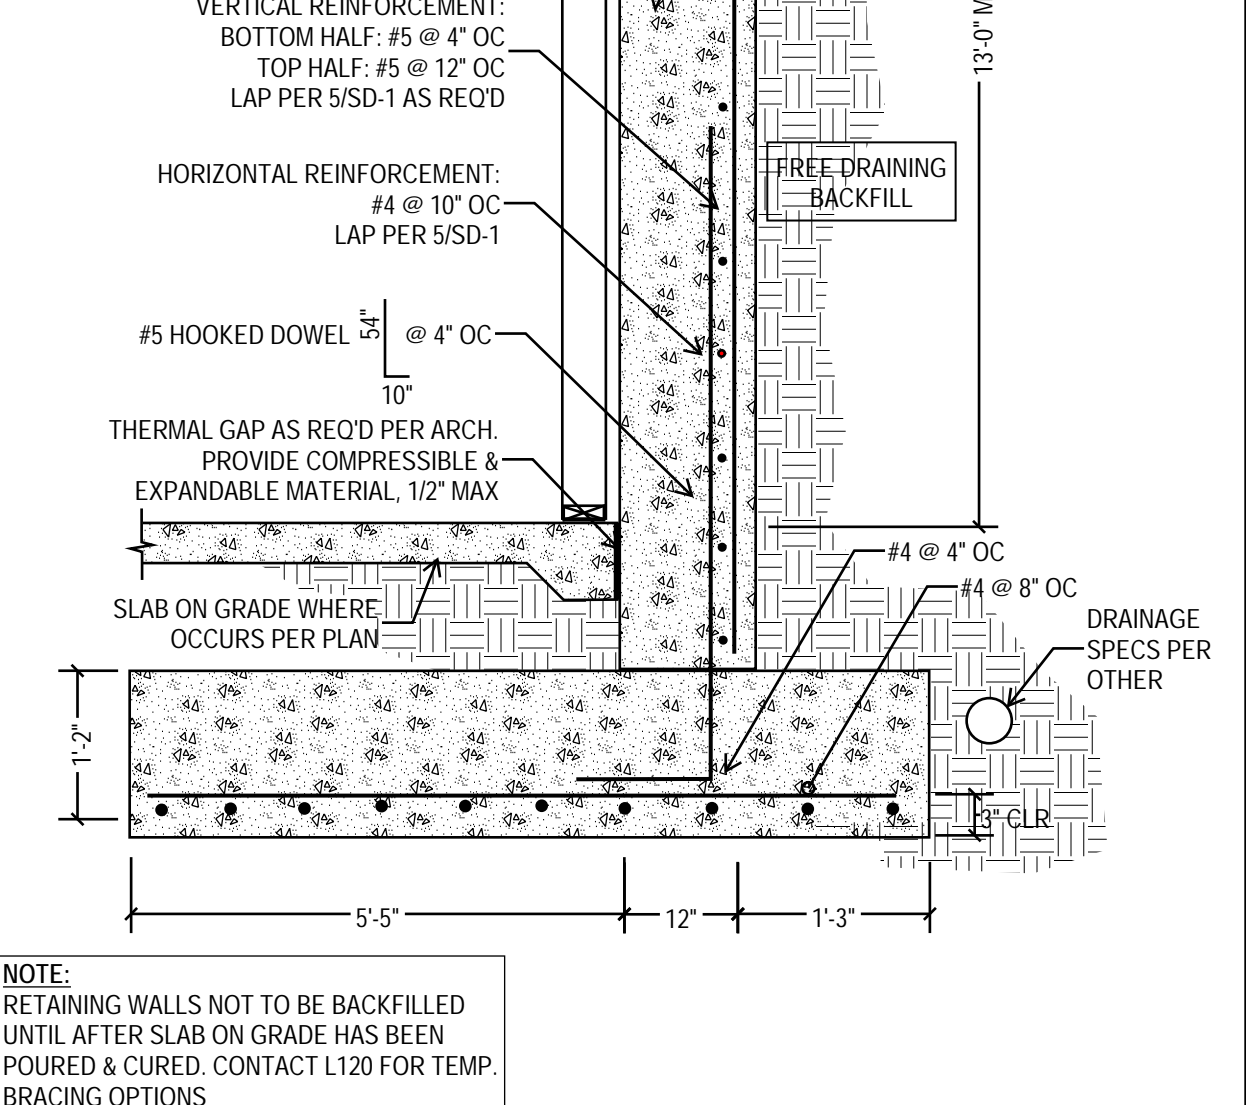 VERTICAL REINFORCEMENT:
BOTTOM HALF: #5 @ 4" OC
TOP HALF: #5 @ 12" OC
LAP PER 5/SD-1 AS REQ'D
13'-0"
FREE DRAINING
BACKFILL
HORIZONTAL REINFORCEMENT:
#4 @ 10" OC
LAP PER 5/SD-1
#5 HOOKED DOWEL 54" @ 4" OC
10"
THERMAL GAP AS REQ'D PER ARCH.
PROVIDE COMPRESSIBLE &
EXPANDABLE MATERIAL, 1/2" MAX
#4 @ 4" OC
#4 @ 8" OC
SLAB ON GRADE WHERE
OCCURS PER PLAN
DRAINAGE
SPECS PER
OTHER
1'-2"
3" CLR
5'-5"
12"
1'-3"
NOTE:
RETAINING WALLS NOT TO BE BACKFILLED
UNTIL AFTER SLAB ON GRADE HAS BEEN
POURED & CURED. CONTACT L120 FOR TEMP.
BRACING OPTIONS